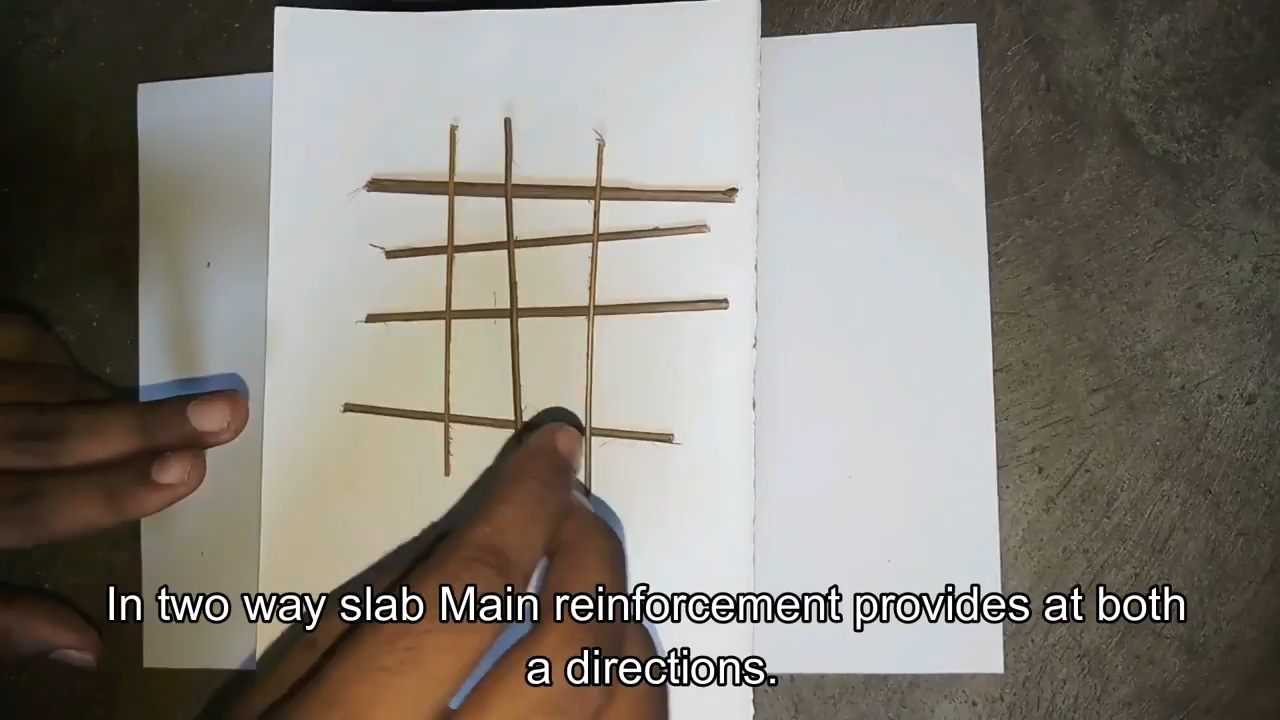 In two way slab Main reinforcement provides at both
a directions.